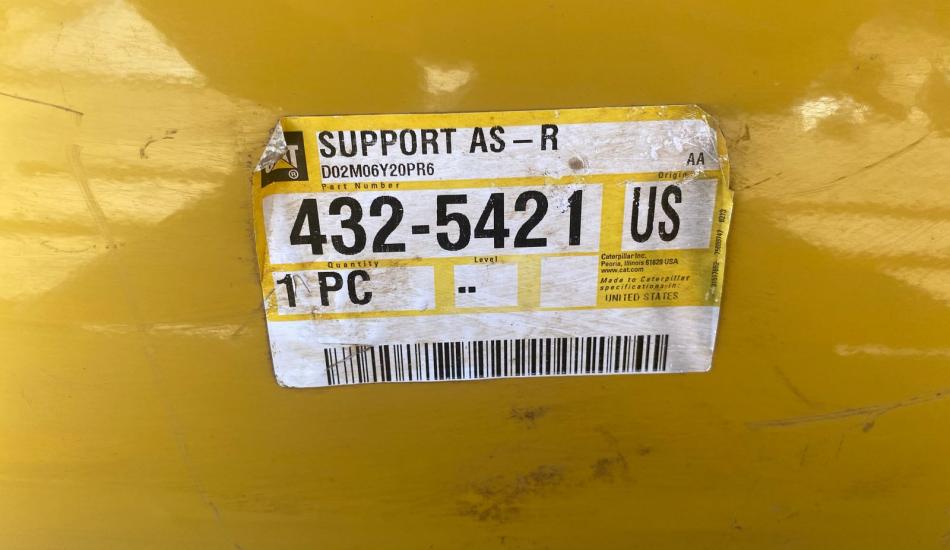 SUPPORT AS-R
D02M06Y20PR6
AA
Part Number
Origin
432-5421
US
Quantity
Level
1 PC
--
Caterpillar Inc.
Peoria, Illinois 61629 USA
www.cat.com
Made to Caterpillar
specifications in:
UNITED STATES